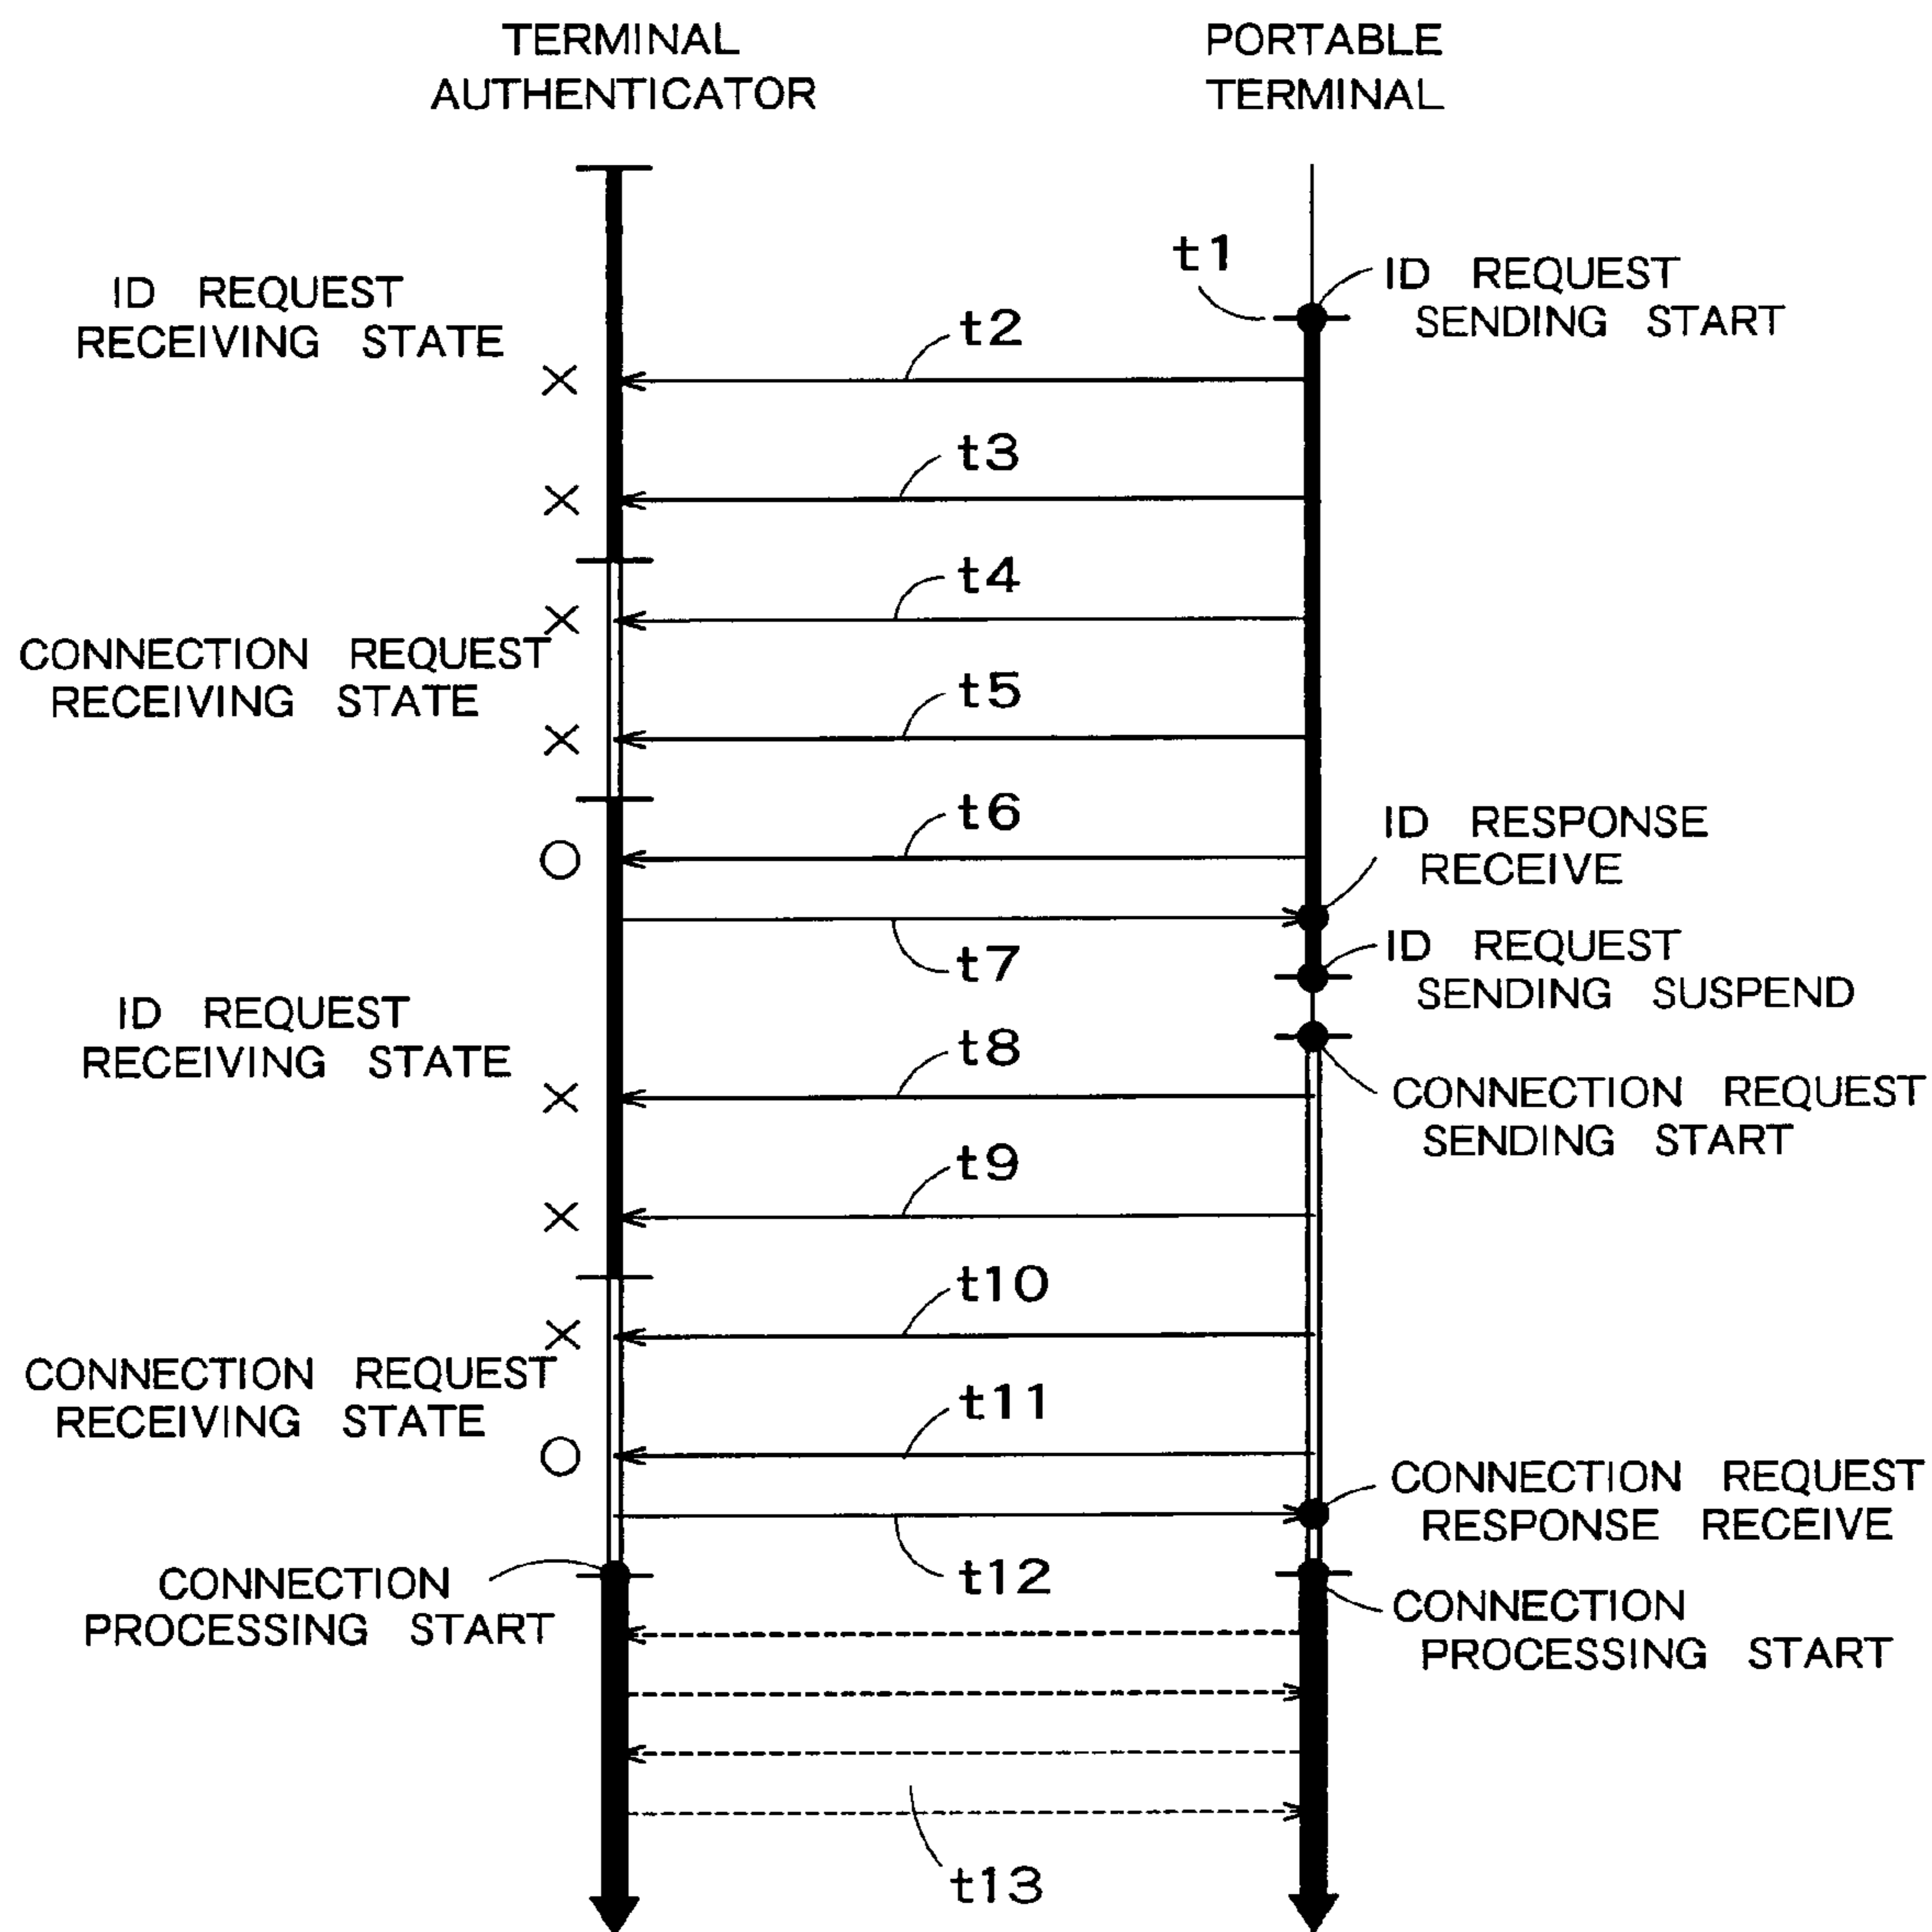 TERMINAL
AUTHENTICATOR
PORTABLE
TERMINAL
t1
ID REQUEST
SENDING START
ID REQUEST
RECEIVING STATE
t2
t3
t4
CONNECTION REQUEST
RECEIVING STATE
t5
t6
ID RESPONSE
RECEIVE
t7
ID REQUEST
SENDING SUSPEND
ID REQUEST
RECEIVING STATE
t8
CONNECTION REQUEST
SENDING START
t9
t10
CONNECTION REQUEST
RECEIVING STATE
t11
CONNECTION REQUEST
RESPONSE RECEIVE
t12
CONNECTION
PROCESSING START
CONNECTION
PROCESSING START
t13